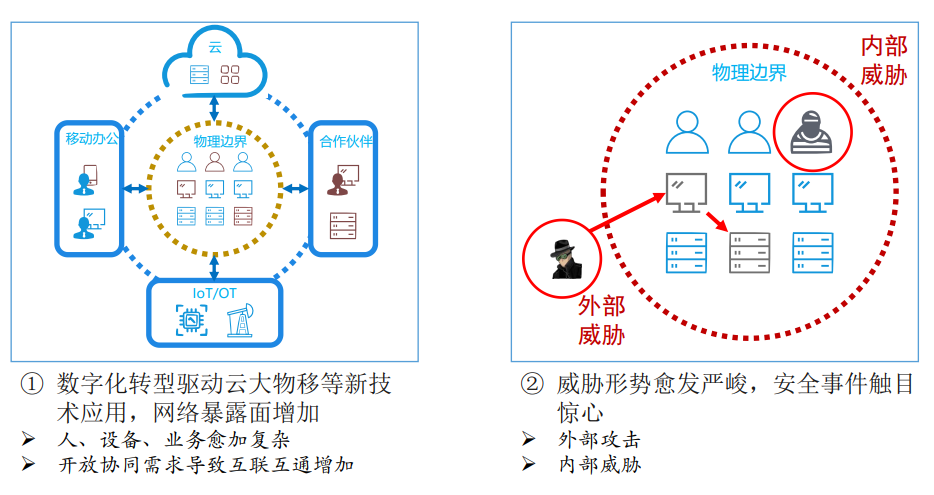 云
移动办公
物理边界
合作伙伴
IoT/OT
① 数字化转型驱动云大物移等新技
术应用，网络暴露面增加
➢ 人、设备、业务愈加复杂
➢ 开放协同需求导致互联互通增加
内部
威胁
物理边界
外部
威胁
② 威胁形势愈发严峻，安全事件触目
惊心
➢ 外部攻击
➢ 内部威胁